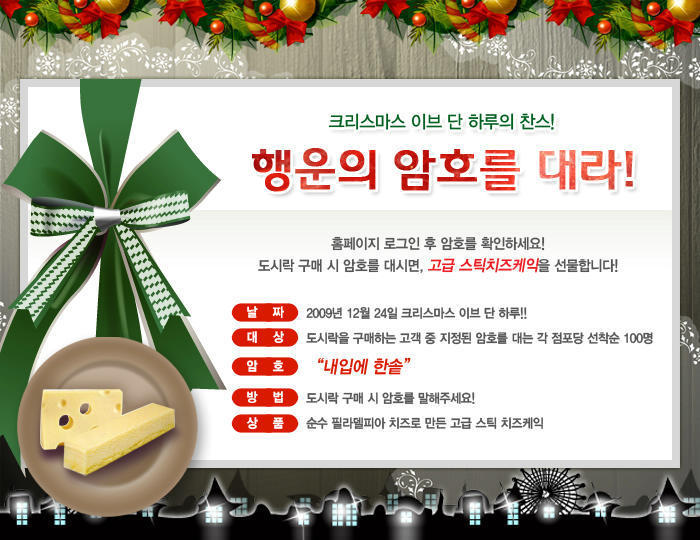 크리스마스 이브 단 하루의 찬스!
행운의 암호를 대라!
홈페이지 로그인 후 암호를 확인하세요!
도시락 구매 시 암호를 대시면, 고급 스틱치즈케익을 선물합니다!
날 짜 2009년 12월 24일 크리스마스 이브 단 하루!!
대 상 도시락을 구매하는 고객 중 지정된 암호를 대는 각 점포당 선착순 100명
암 호 “내입에 한솥”
방 법 도시락 구매 시 암호를 말해주세요!
상 품 순수 필라델피아 치즈로 만든 고급 스틱 치즈케익